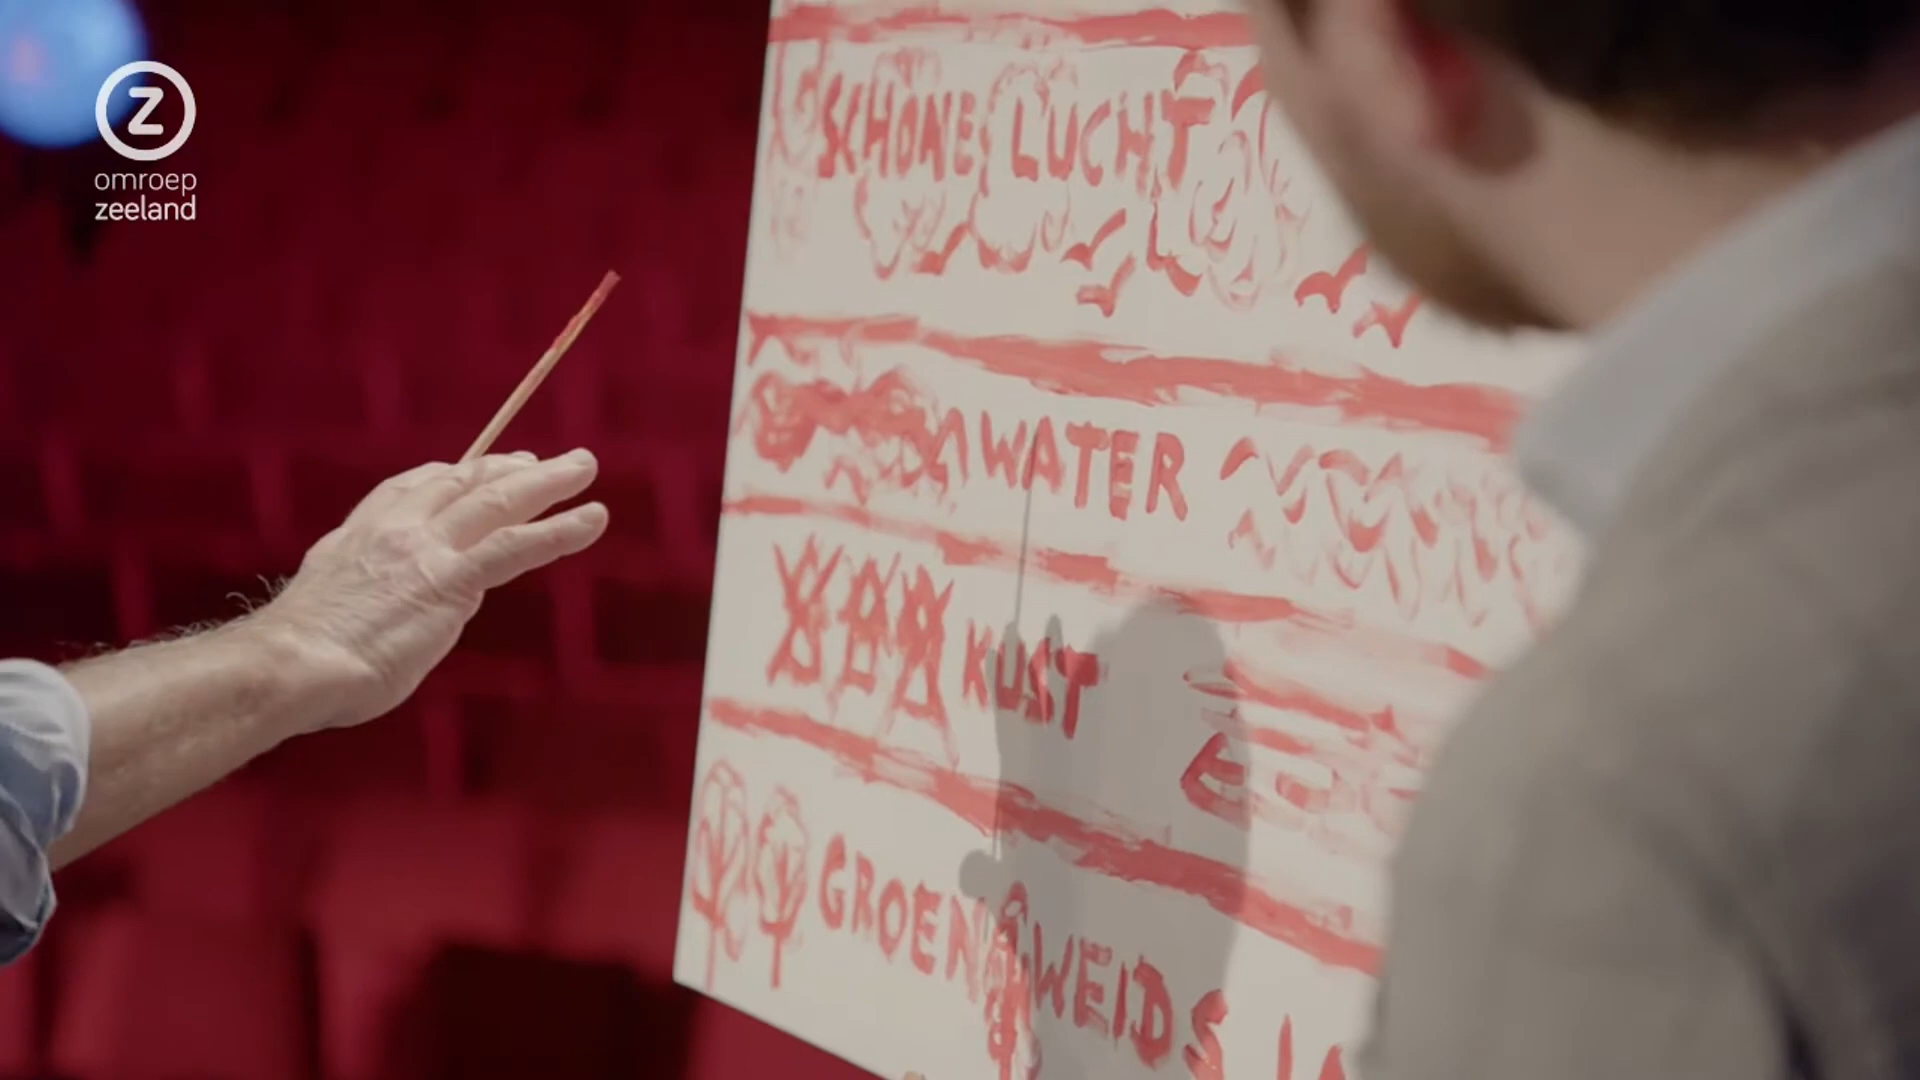 omroep
zeeland
SCHONE LUCHT
WATER
KUST
GROEN WEIDS